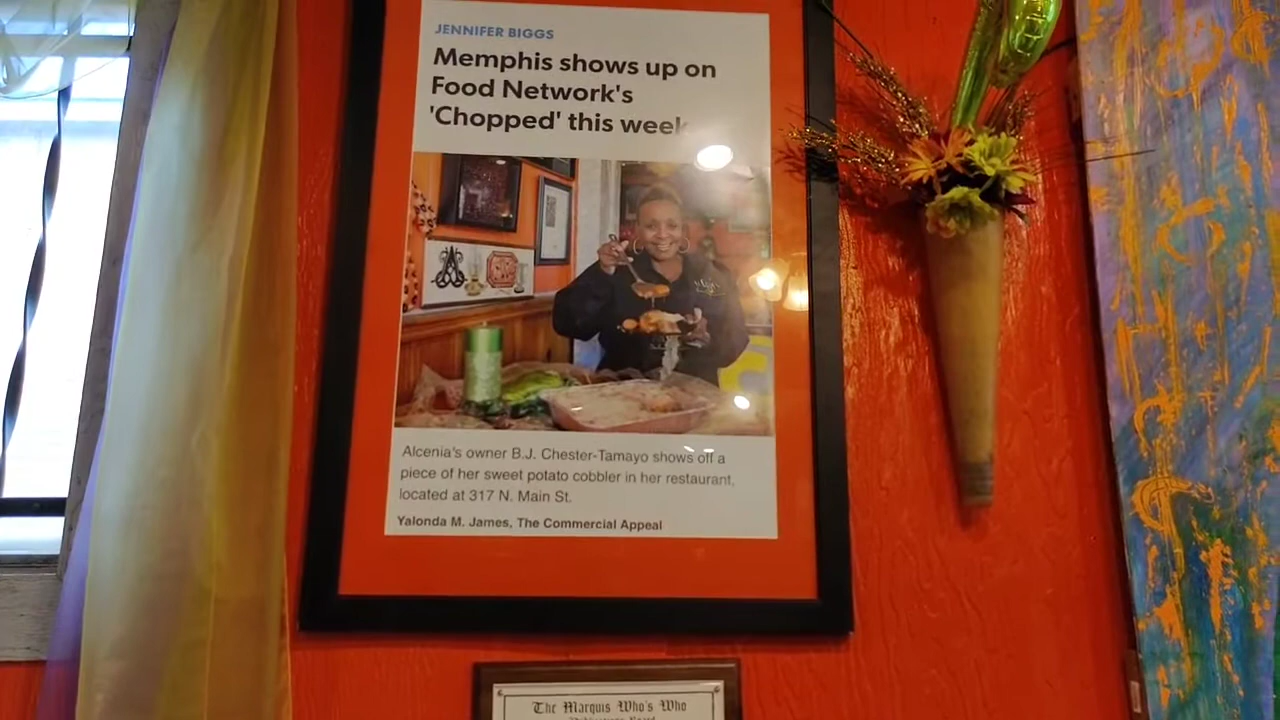 JENNIFER BIGGS
Memphis shows up on
Food Network's
'Chopped' this week
Alcenia's owner B.J. Chester-Tamayo shows off a
piece of her sweet potato cobbler in her restaurant,
located at 317 N. Main St.
Yalonda M. James, The Commercial Appeal
The Marquis Who's Who